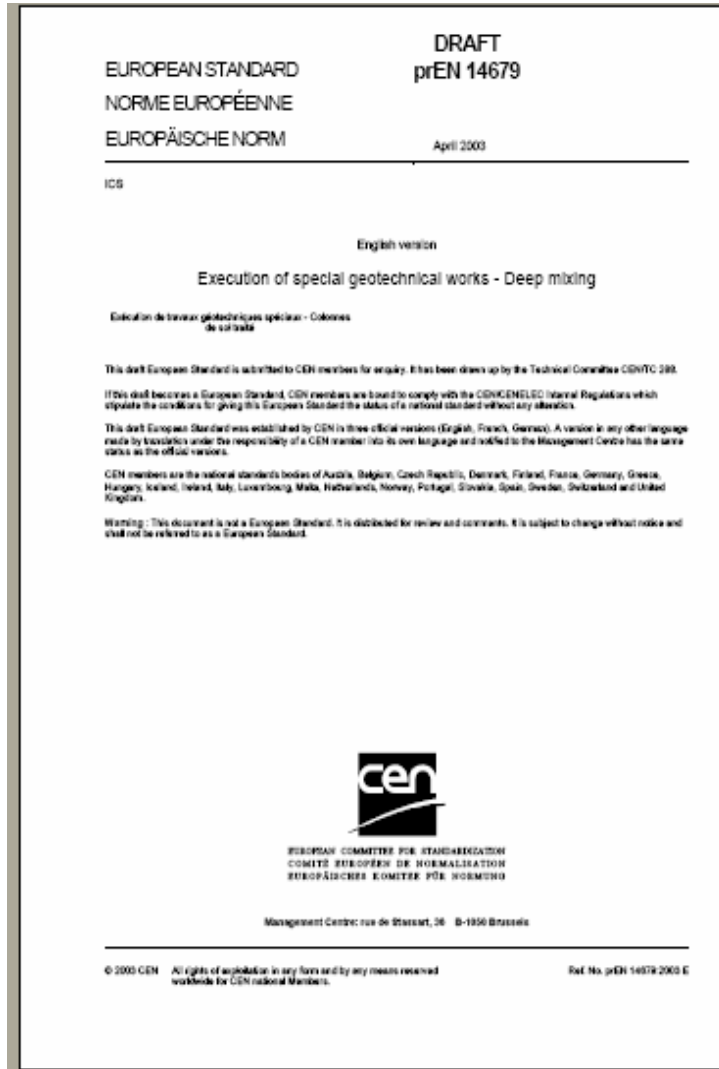 DRAFT
EUROPEAN STANDARD
prEN 14679
NORME EUROPÉENNE
EUROPÄISCHE NORM
April 2003
ICS
English version
Execution of special geotechnical works - Deep mixing
Exécution de travaux géotechniques spéciaux - Colonnes
de sol traité
This draft European Standard is submitted to CEN members for enquiry. It has been drawn up by the Technical Committee CEN/TC 288.
If this draft becomes a European Standard, CEN members are bound to comply with the CEN/CENELEC Internal Regulations which
stipulate the conditions for giving this European Standard the status of a national standard without any alteration.
This draft European Standard was established by CEN in three official versions (English, French, German). A version in any other language
made by translation under the responsibility of a CEN member into its own language and notified to the Management Centre has the same
status as the official versions.
CEN members are the national standards bodies of Austria, Belgium, Czech Republic, Denmark, Finland, France, Germany, Greece,
Hungary, Iceland, Ireland, Italy, Luxembourg, Malta, Netherlands, Norway, Portugal, Slovakia, Spain, Sweden, Switzerland and United
Kingdom.
Warning : This document is not a European Standard. It is distributed for review and comments. It is subject to change without notice and
shall not be referred to as a European Standard.
cen
EUROPEAN COMMITTEE FOR STANDARDIZATION
COMITÉ EUROPÉEN DE NORMALISATION
EUROPÄISCHES KOMITEE FÜR NORMUNG
Management Centre: rue de Stassart, 36 B-1050 Brussels
© 2003 CEN All rights of exploitation in any form and by any means reserved
worldwide for CEN national Members.
Ref. No. prEN 14679:2003 E